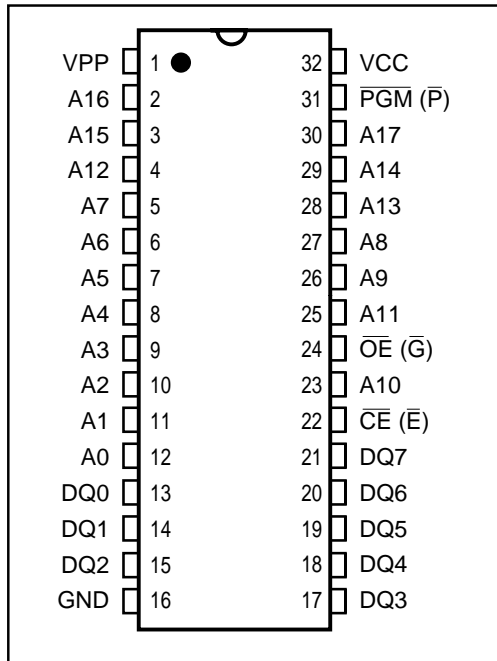 VPP 1 32 VCC
A16 2 31 P̅G̅M̅ (P̅)
A15 3 30 A17
A12 4 29 A14
A7 5 28 A13
A6 6 27 A8
A5 7 26 A9
A4 8 25 A11
A3 9 24 O̅E̅ (G̅)
A2 10 23 A10
A1 11 22 C̅E̅ (E̅)
A0 12 21 DQ7
DQ0 13 20 DQ6
DQ1 14 19 DQ5
DQ2 15 18 DQ4
GND 16 17 DQ3